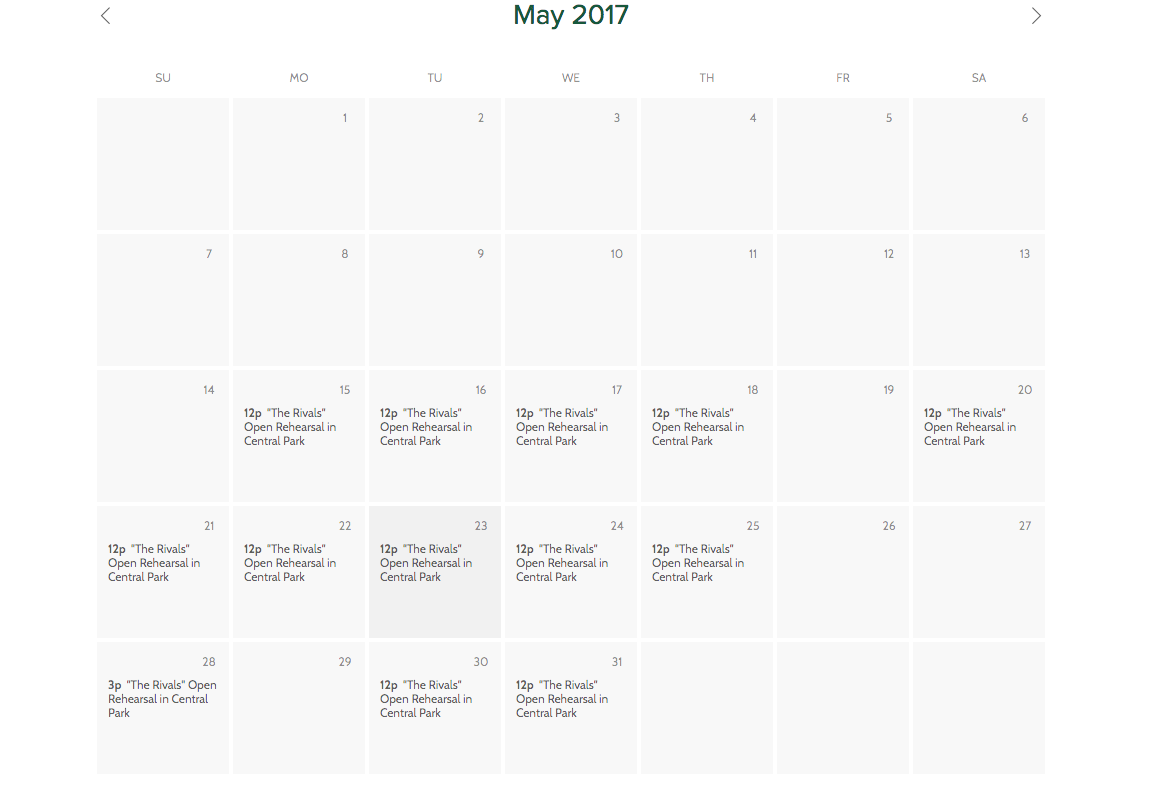 May 2017
SU MO TU WE TH FR SA
1 2 3 4 5 6
7 8 9 10 11 12 13
14 15 16 17 18 19 20
12p "The Rivals" 12p "The Rivals" 12p "The Rivals" 12p "The Rivals" 12p "The Rivals"
Open Rehearsal in Open Rehearsal in Open Rehearsal in Open Rehearsal in Open Rehearsal in
Central Park Central Park Central Park Central Park Central Park
21 22 23 24 25 26 27
12p "The Rivals" 12p "The Rivals" 12p "The Rivals" 12p "The Rivals" 12p "The Rivals"
Open Rehearsal in Open Rehearsal in Open Rehearsal in Open Rehearsal in Open Rehearsal in
Central Park Central Park Central Park Central Park Central Park
28 29 30 31
3p "The Rivals" Open 12p "The Rivals" 12p "The Rivals"
Rehearsal in Central Open Rehearsal in Open Rehearsal in
Park Central Park Central Park